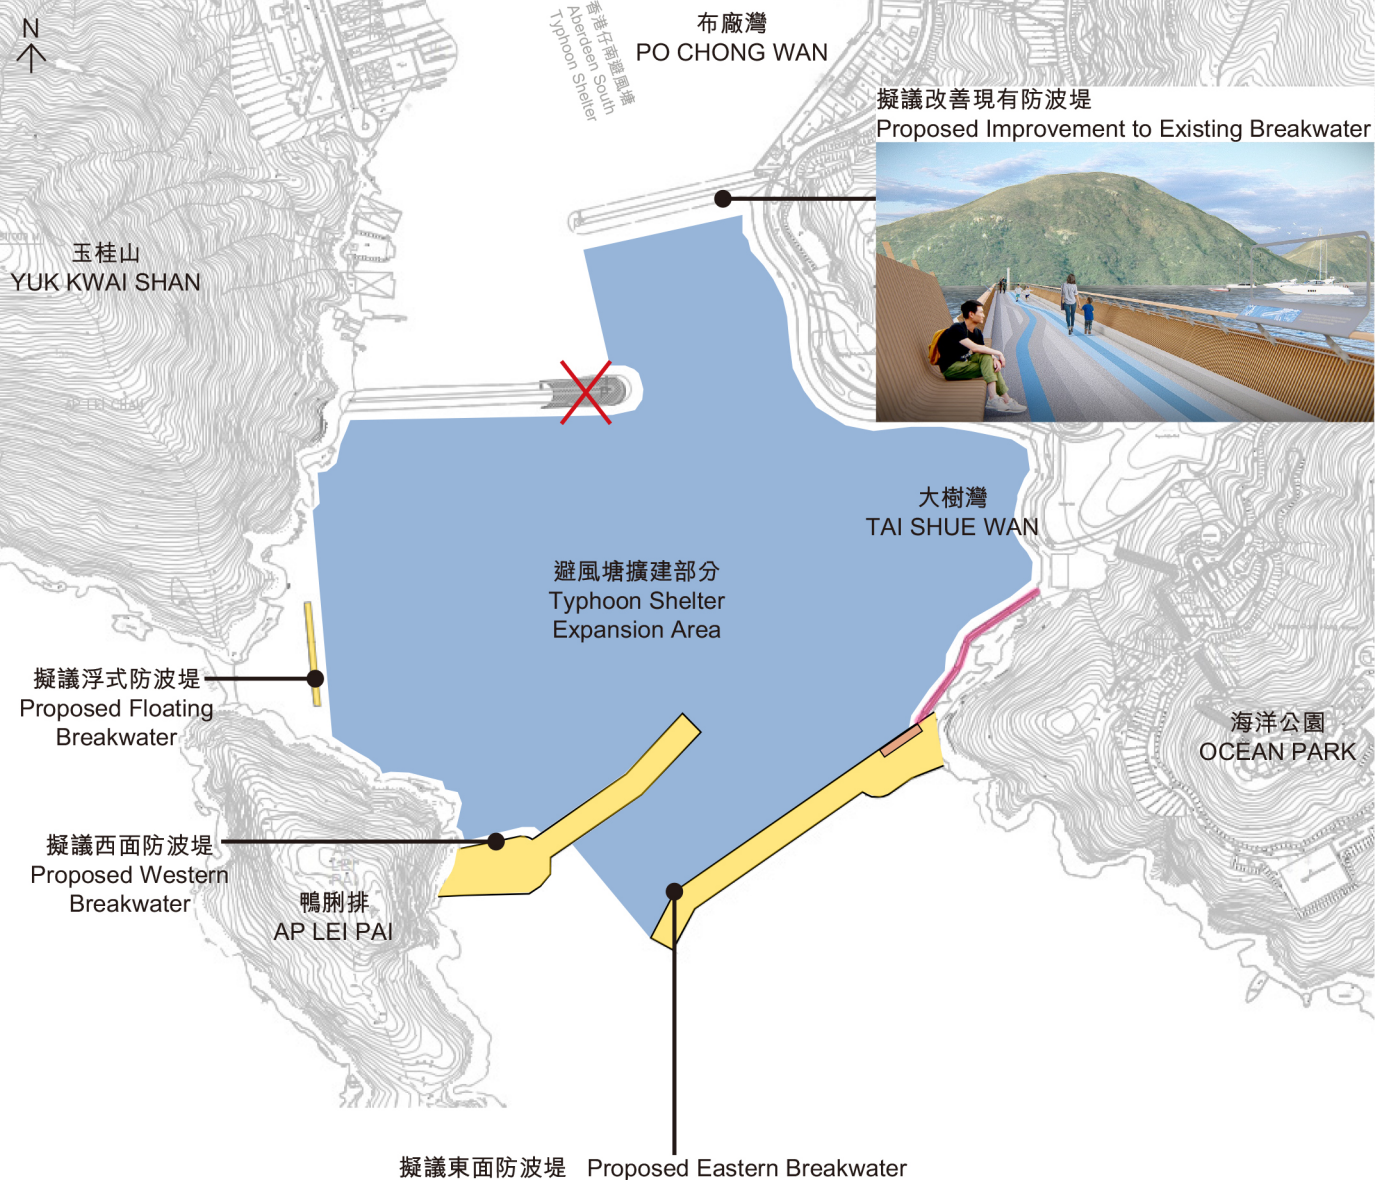 N
香港仔南避風塘
Aberdeen South
Typhoon Shelter
布廠灣
PO CHONG WAN
擬議改善現有防波堤
Proposed Improvement to Existing Breakwater
玉桂山
YUK KWAI SHAN
AP LEI CHAU
大樹灣
TAI SHUE WAN
避風塘擴建部分
Typhoon Shelter
Expansion Area
擬議浮式防波堤
Proposed Floating
Breakwater
海洋公園
OCEAN PARK
擬議西面防波堤
Proposed Western
Breakwater
鴨脷排
AP LEI PAI
擬議東面防波堤 Proposed Eastern Breakwater